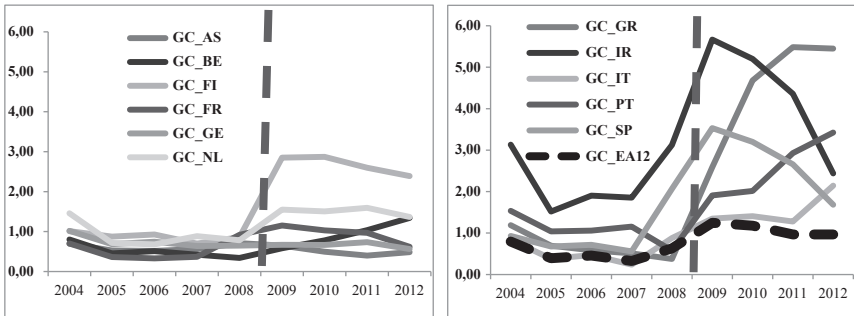 6,00
5,00
4,00
3,00
2,00
1,00
0,00
GC_AS
GC_BE
GC_FI
GC_FR
GC_GE
GC_NL
2004 2005 2006 2007 2008 2009 2010 2011 2012
6,00
5,00
4,00
3,00
2,00
1,00
0,00
GC_GR
GC_IR
GC_IT
GC_PT
GC_SP
GC_EA12
2004 2005 2006 2007 2008 2009 2010 2011 2012